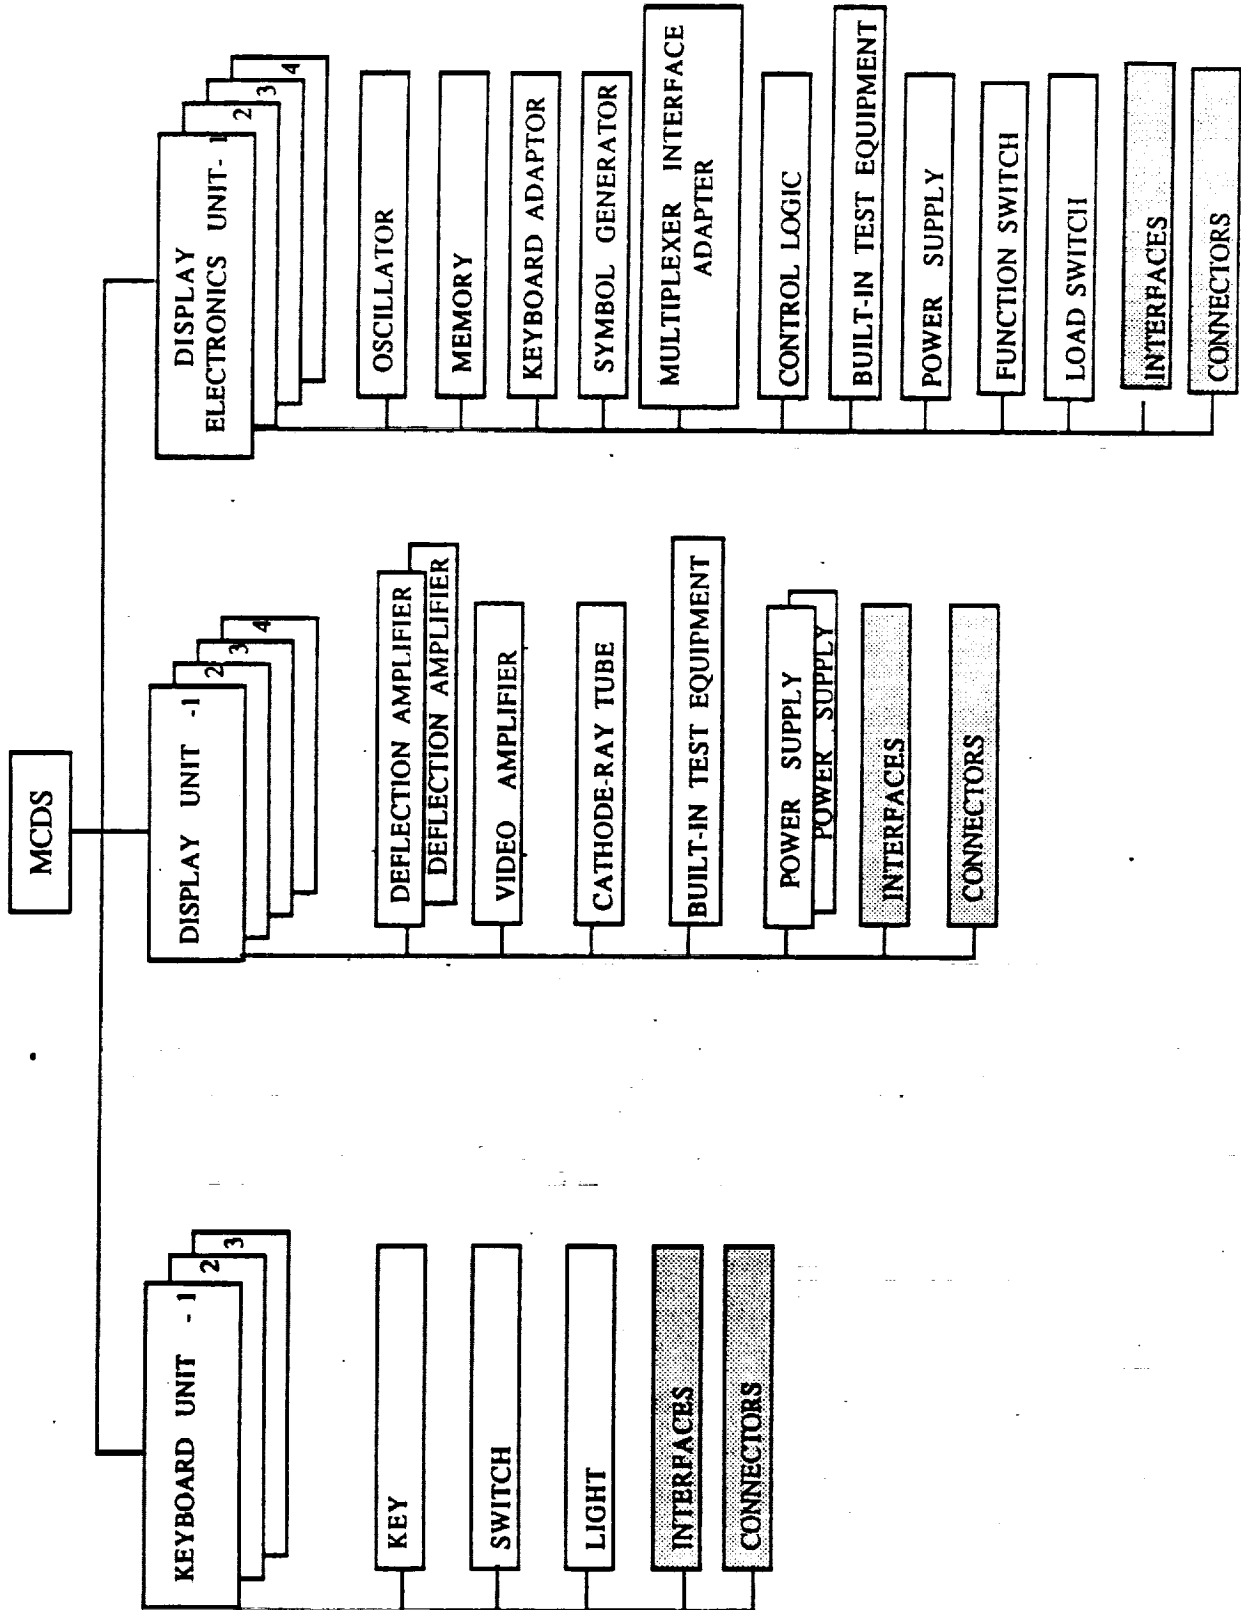 MCDS
KEYBOARD UNIT - 1
2
3
KEY
SWITCH
LIGHT
INTERFACES
CONNECTORS
DISPLAY UNIT -1
2
3
4
DEFLECTION AMPLIFIER
DEFLECTION AMPLIFIER
VIDEO AMPLIFIER
CATHODE-RAY TUBE
BUILT-IN TEST EQUIPMENT
POWER SUPPLY
POWER SUPPLY
INTERFACES
CONNECTORS
DISPLAY
ELECTRONICS UNIT- 1
2
3
4
OSCILLATOR
MEMORY
KEYBOARD ADAPTOR
SYMBOL GENERATOR
MULTIPLEXER INTERFACE
ADAPTER
CONTROL LOGIC
BUILT-IN TEST EQUIPMENT
POWER SUPPLY
FUNCTION SWITCH
LOAD SWITCH
INTERFACES
CONNECTORS